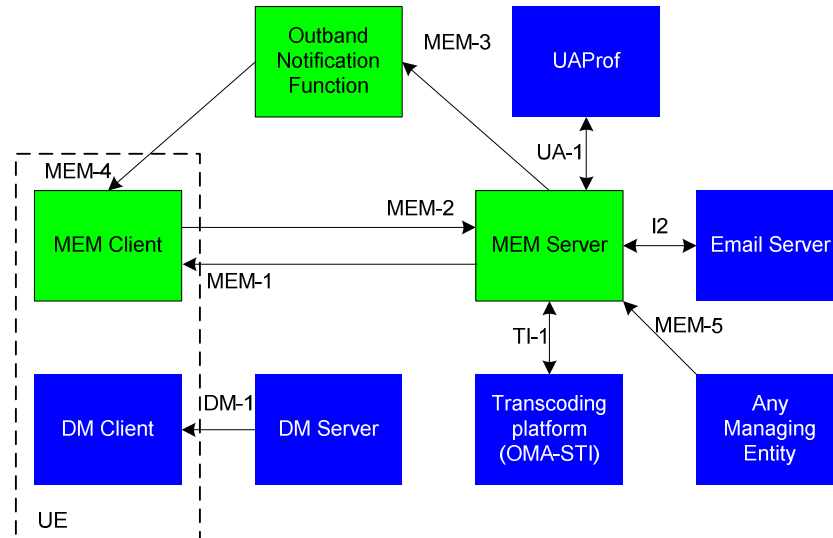 Outband
Notification
Function
MEM-3
UAProf
UA-1
MEM-4
MEM Client
MEM-2
MEM-1
MEM Server
I2
Email Server
TI-1
MEM-5
DM Client
DM-1
DM Server
Transcoding
platform
(OMA-STI)
Any
Managing
Entity
UE